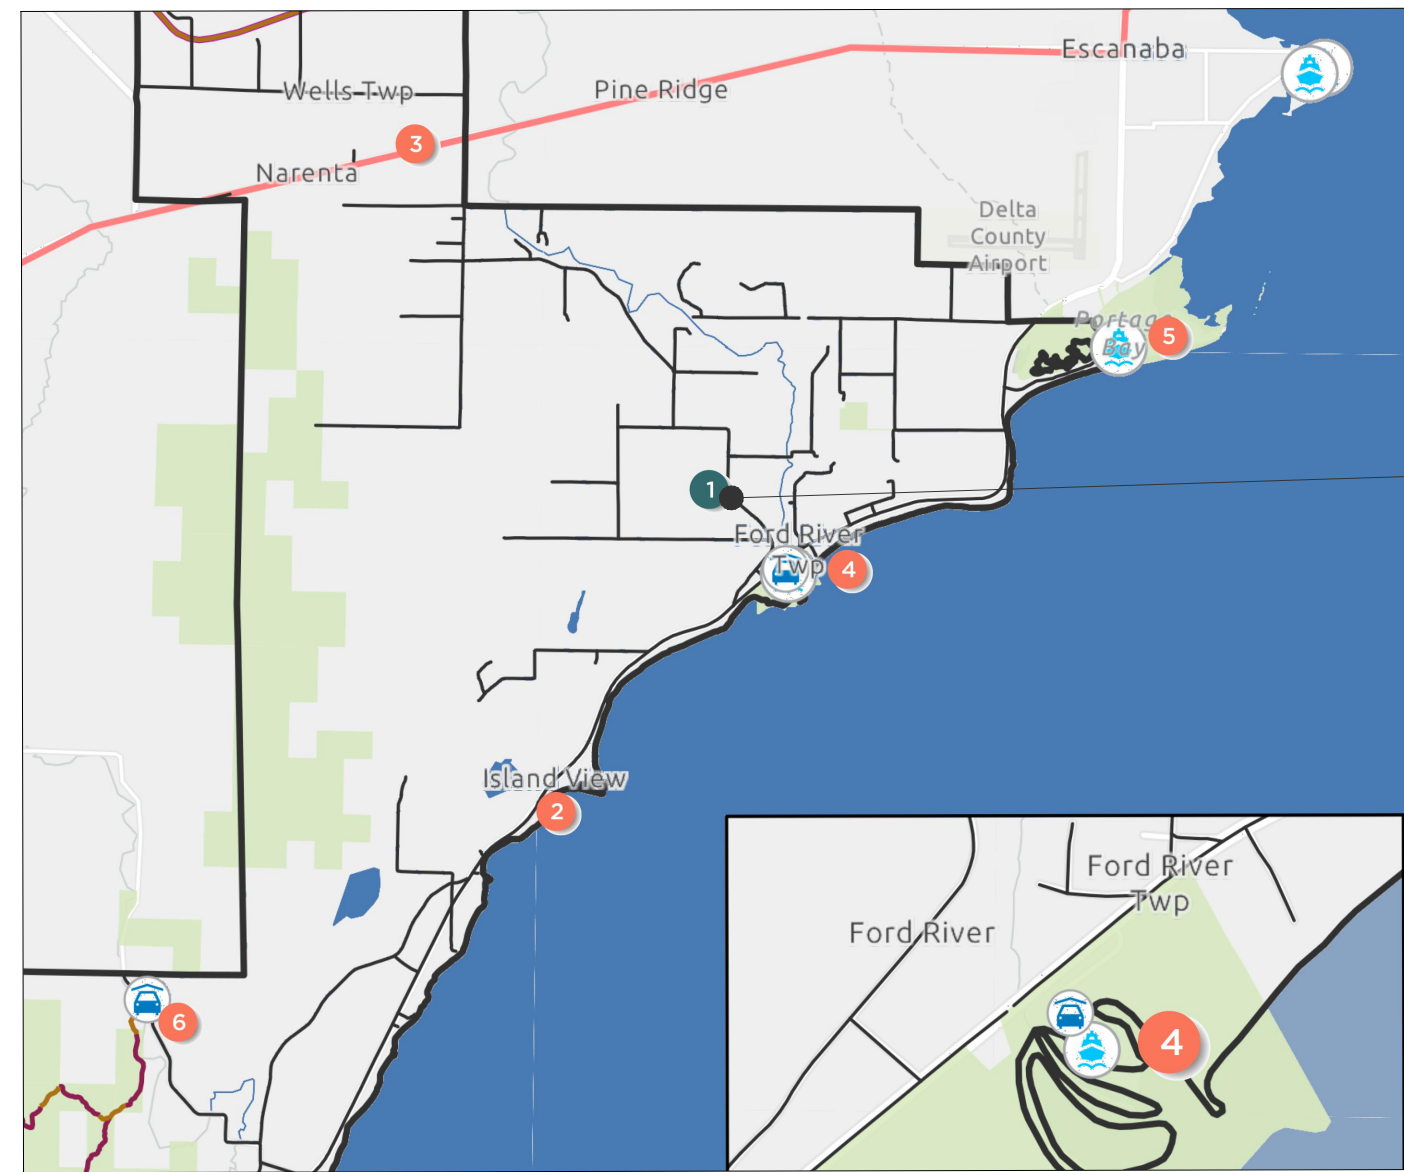 Escanaba
Wells Twp
Pine Ridge
3
Narenta
Delta
County
Airport
Portage
Bay
5
1
Ford River
Twp
4
Island View
2
6
Ford River
Twp
Ford River
4